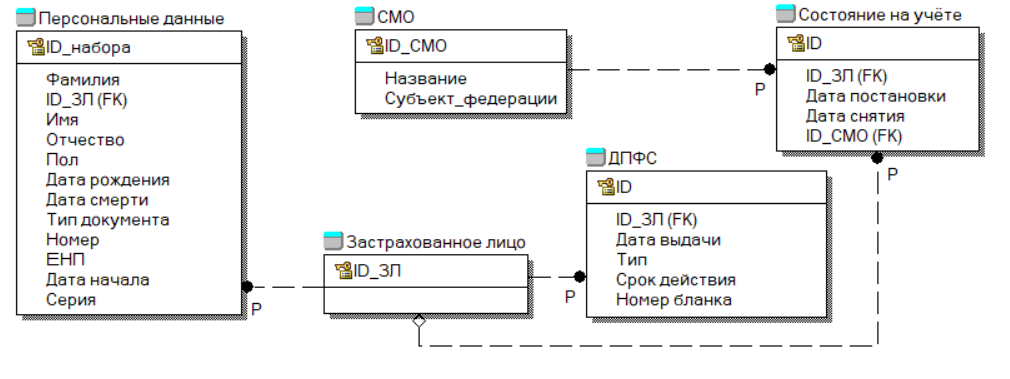 Персональные данные
ID_набора
Фамилия
ID_ЗЛ (FK)
Имя
Отчество
Пол
Дата рождения
Дата смерти
Тип документа
Номер
ЕНП
Дата начала
Серия
P
СМО
ID_СМО
Название
Субъект_федерации
P
Состояние на учёте
ID
ID_ЗЛ (FK)
Дата постановки
Дата снятия
ID_СМО (FK)
P
ДПФС
ID
ID_ЗЛ (FK)
Дата выдачи
Тип
Срок действия
Номер бланка
Застрахованное лицо
ID_ЗЛ
P